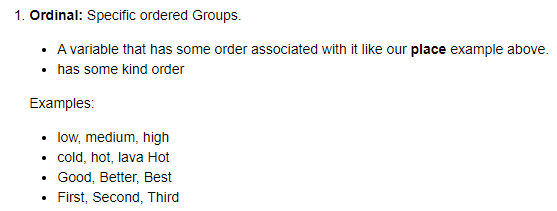 1. Ordinal: Specific ordered Groups.
• A variable that has some order associated with it like our place example above.
• has some kind order
Examples:
• low, medium, high
• cold, hot, lava Hot
• Good, Better, Best
• First, Second, Third